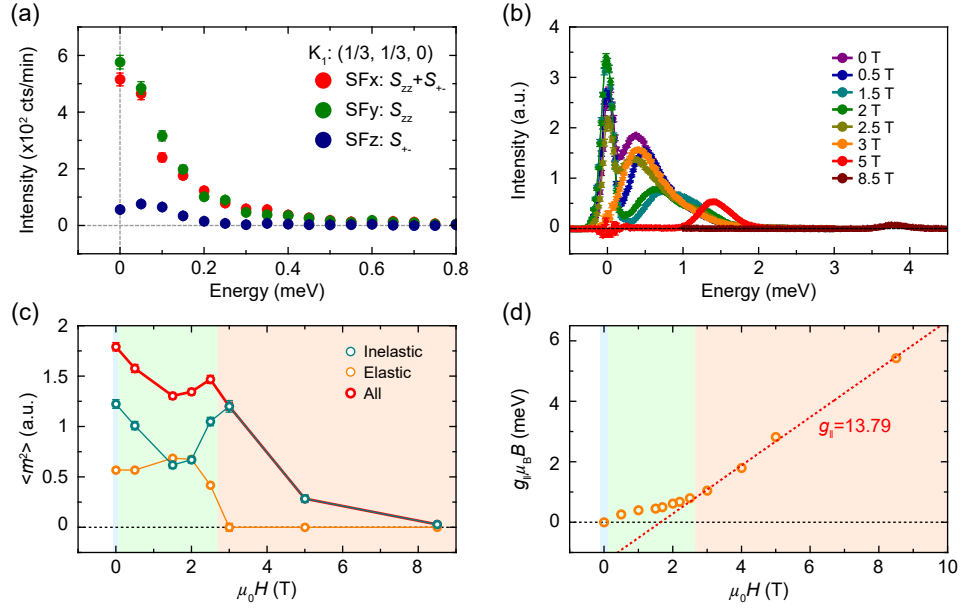 (a)
Intensity (x10² cts/min)
6
4
2
0
K₁: (1/3, 1/3, 0)
SFx: S_zz+S_+-
SFy: S_zz
SFz: S_+-
0 0.2 0.4 0.6 0.8
Energy (meV)
(b)
Intensity (a.u.)
4
3
2
1
0
0 T
0.5 T
1.5 T
2 T
2.5 T
3 T
5 T
8.5 T
0 1 2 3 4
Energy (meV)
(c)
<m²> (a.u.)
2
1.5
1
0.5
0
Inelastic
Elastic
All
0 2 4 6 8
μ₀H (T)
(d)
g_∥μ_BB (meV)
6
4
2
0
g_∥=13.79
0 2 4 6 8 10
μ₀H (T)